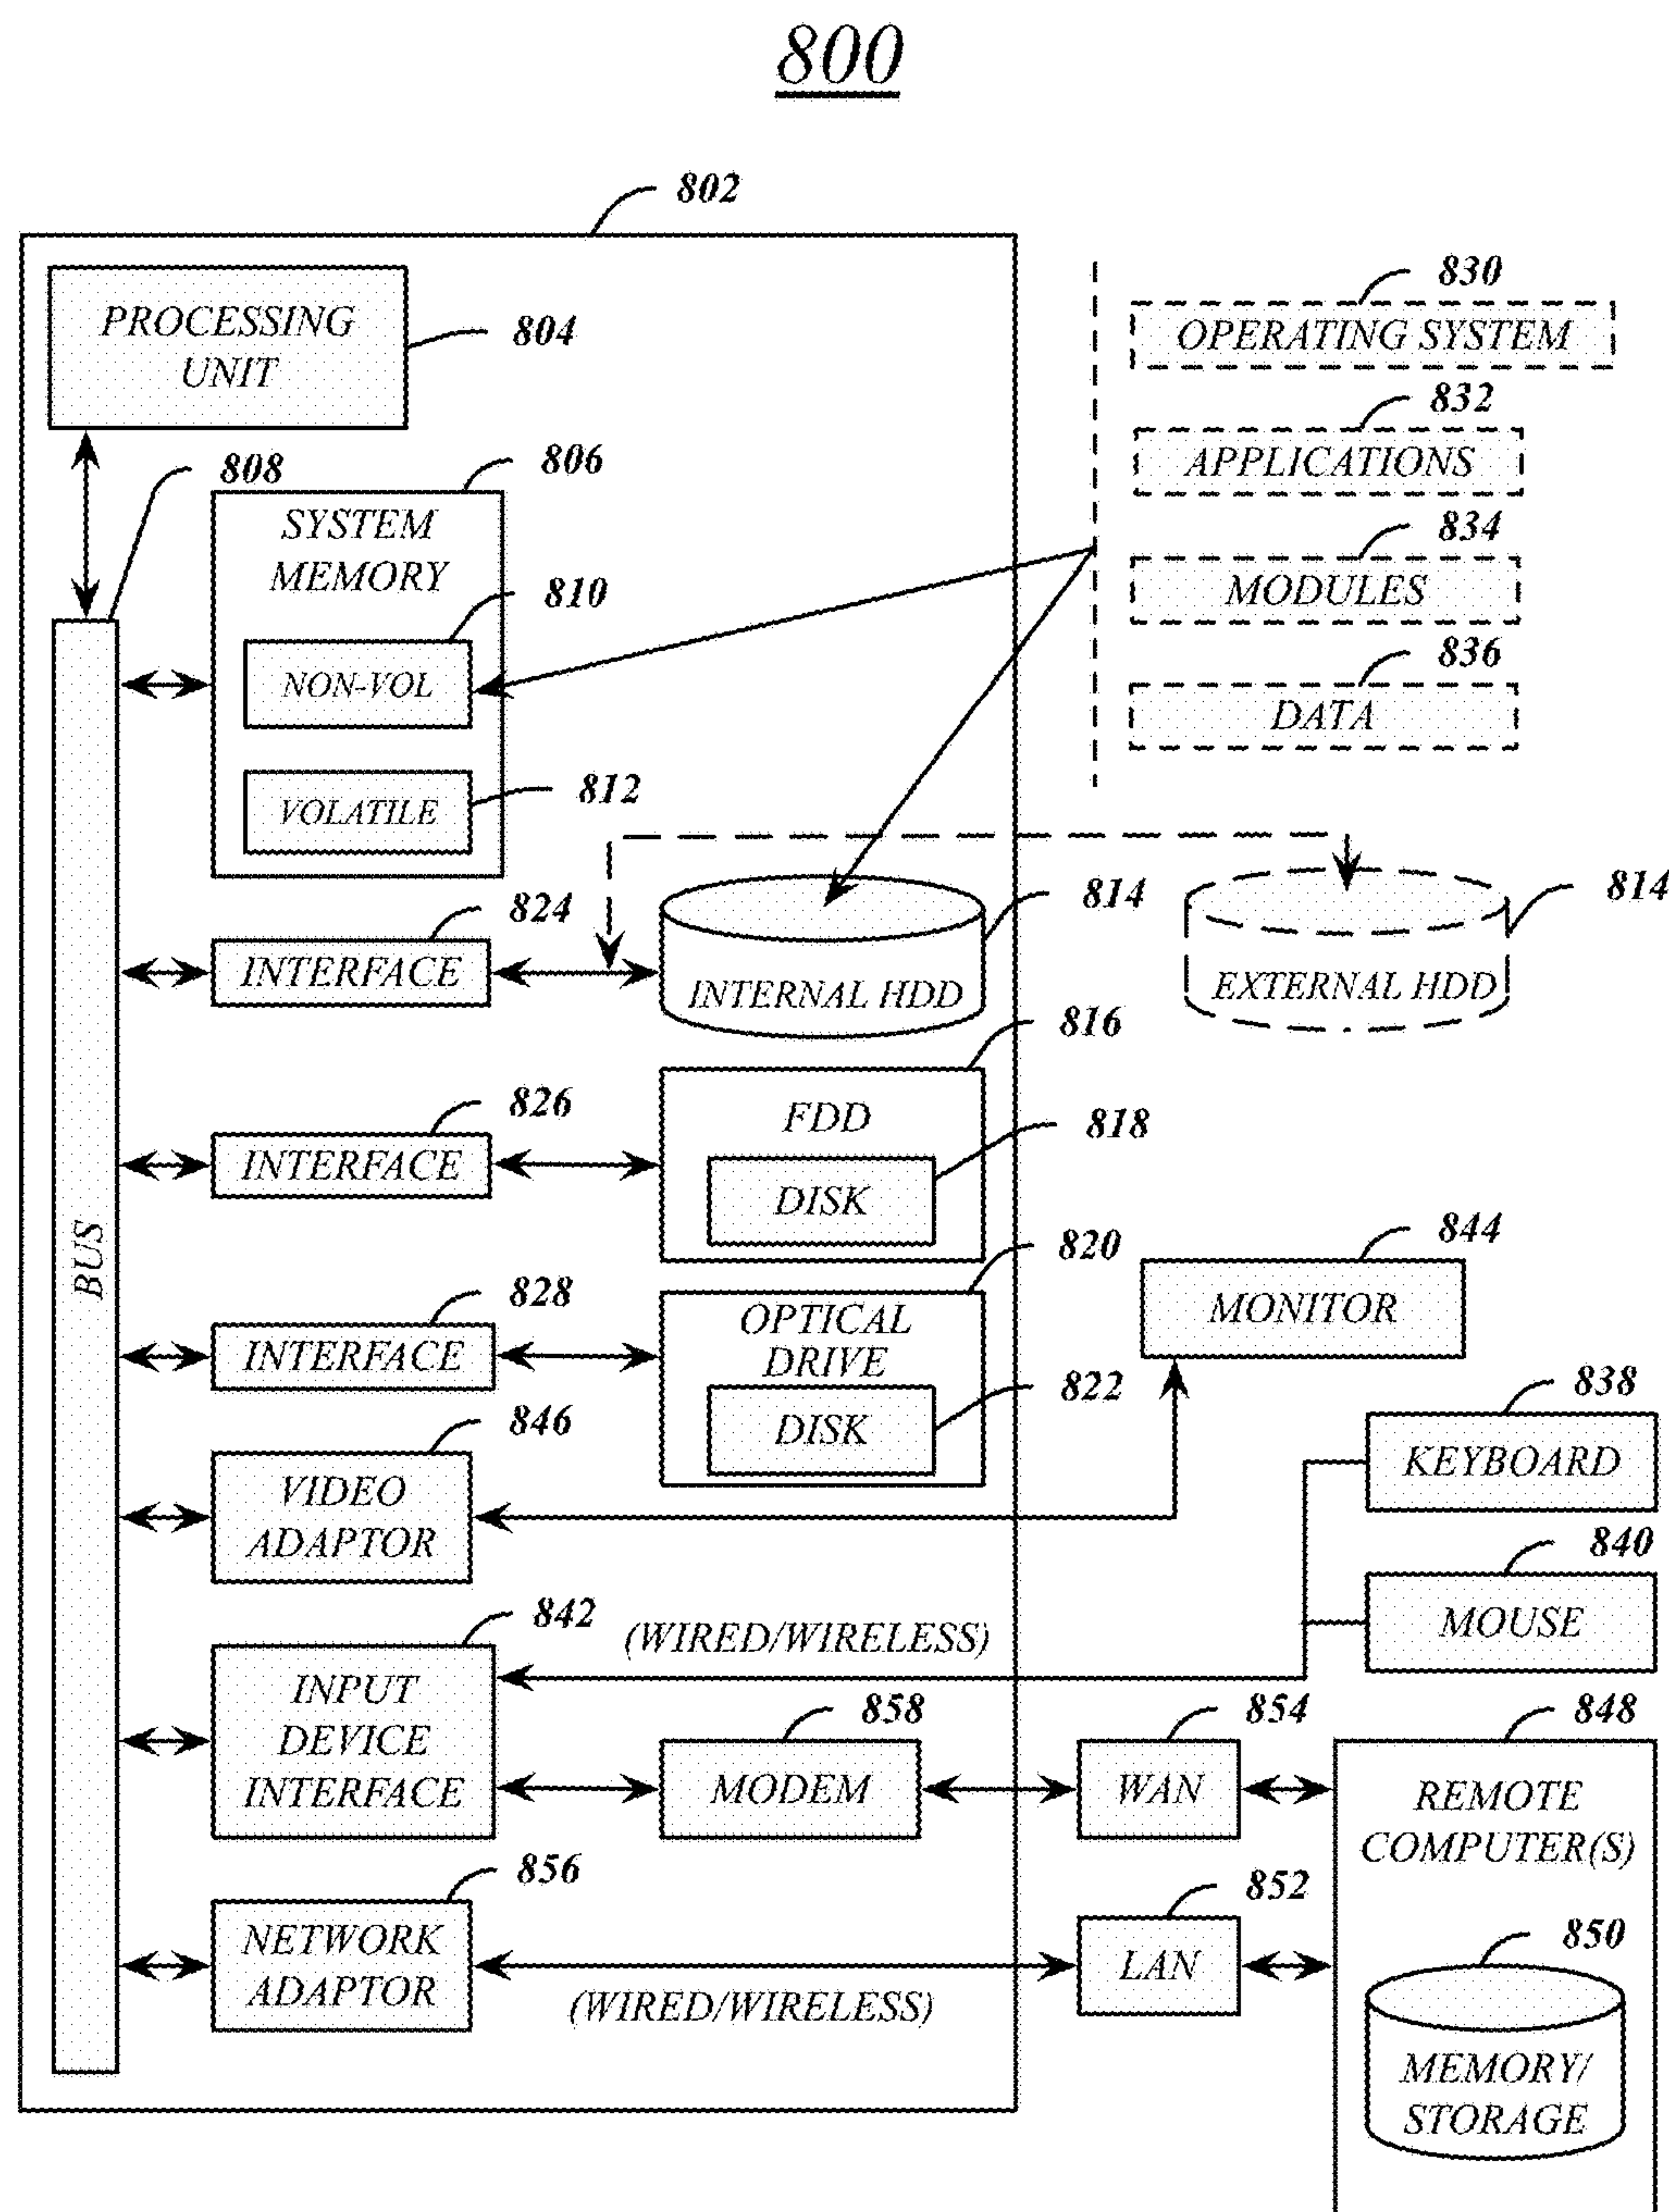 800
802
PROCESSING
UNIT
804
830
OPERATING SYSTEM
832
APPLICATIONS
834
MODULES
836
DATA
808
806
SYSTEM
MEMORY
810
NON-VOL
812
VOLATILE
BUS
824
INTERFACE
814
INTERNAL HDD
814
EXTERNAL HDD
826
INTERFACE
816
FDD
818
DISK
828
INTERFACE
820
OPTICAL
DRIVE
822
DISK
844
MONITOR
846
VIDEO
ADAPTOR
838
KEYBOARD
840
MOUSE
842
INPUT
DEVICE
INTERFACE
(WIRED/WIRELESS)
858
MODEM
854
WAN
848
REMOTE
COMPUTER(S)
856
NETWORK
ADAPTOR
(WIRED/WIRELESS)
852
LAN
850
MEMORY/
STORAGE